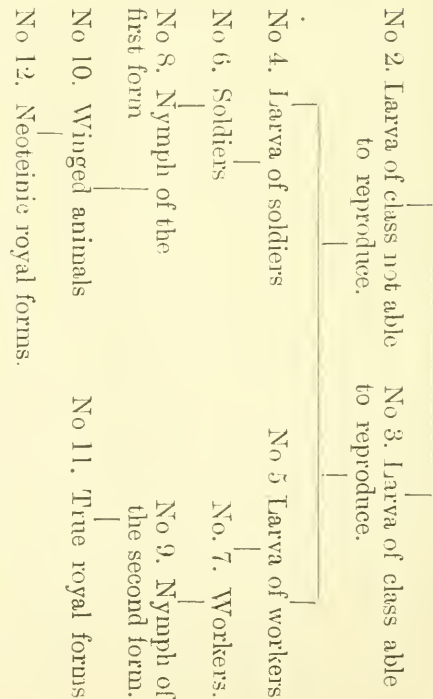 No 2. Larva of class not able
to reproduce.
No 3. Larva of class able
to reproduce.
No 4. Larva of soldiers
No 5 Larva of workers
No 6. Soldiers
No. 7. Workers.
No 8. Nymph of the
first form
No 9. Nymph of
the second form.
No 10. Winged animals
No 11. True royal forms
No 12. Neoteinic royal forms.